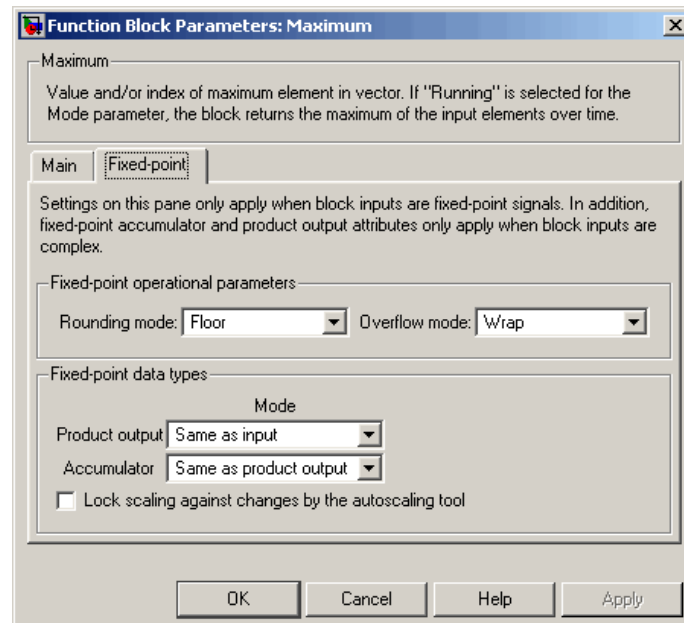 Function Block Parameters: Maximum
Maximum
Value and/or index of maximum element in vector. If "Running" is selected for the
Mode parameter, the block returns the maximum of the input elements over time.
Main Fixed-point
Settings on this pane only apply when block inputs are fixed-point signals. In addition,
fixed-point accumulator and product output attributes only apply when block inputs are
complex.
Fixed-point operational parameters
Rounding mode: Floor Overflow mode: Wrap
Fixed-point data types
Mode
Product output Same as input
Accumulator Same as product output
Lock scaling against changes by the autoscaling tool
OK Cancel Help Apply